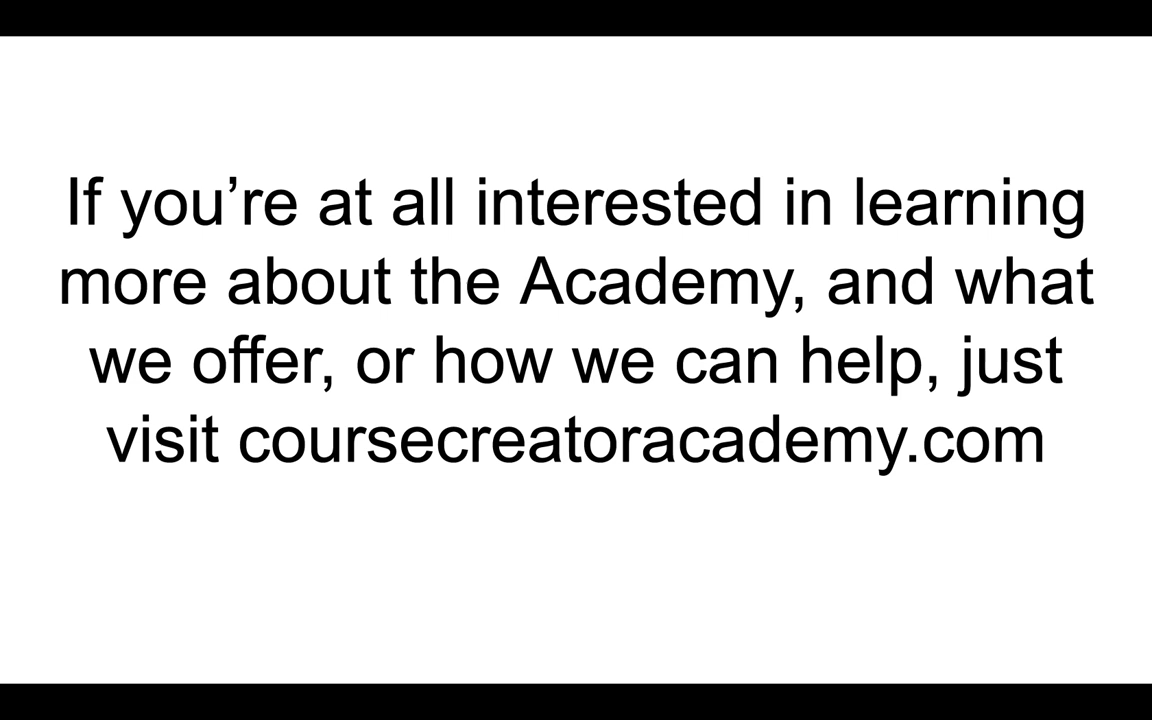 If you’re at all interested in learning
more about the Academy, and what
we offer, or how we can help, just
visit coursecreatoracademy.com